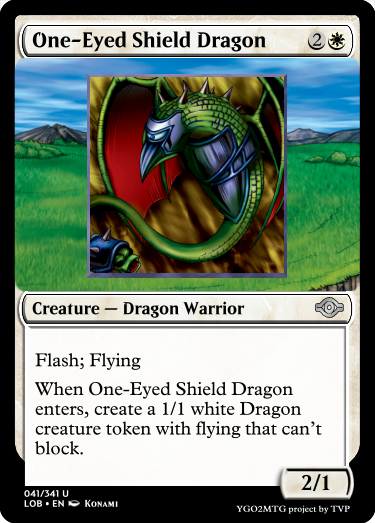 One-Eyed Shield Dragon 2
Creature — Dragon Warrior
Flash; Flying
When One-Eyed Shield Dragon
enters, create a 1/1 white Dragon
creature token with flying that can't
block.
2/1
041/341 U
LOB • EN Konami
YGO2MTG project by TVP